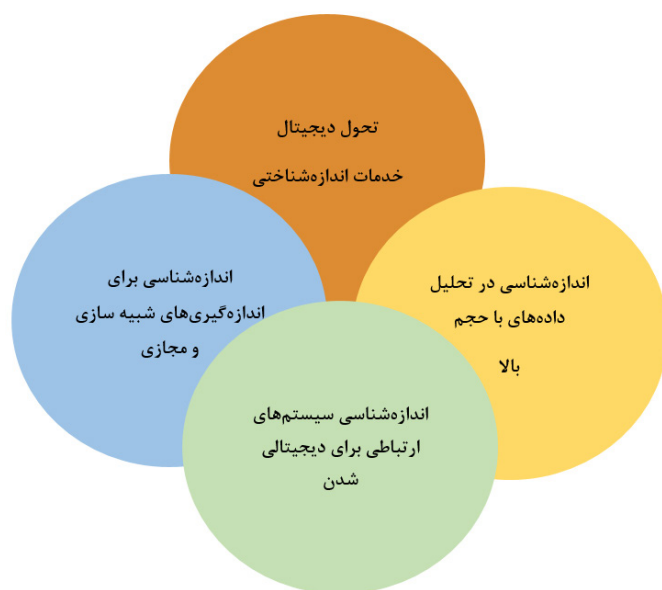 تحول دیجیتال
خدمات اندازه‌شناختی
اندازه‌شناسی در تحلیل
داده‌های با حجم
بالا
اندازه‌شناسی برای
اندازه‌گیری‌های شبیه سازی
و مجازی
اندازه‌شناسی سیستم‌های
ارتباطی برای دیجیتالی
شدن